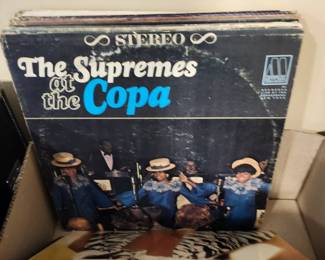 STEREO
The Supremes
at
the Copa